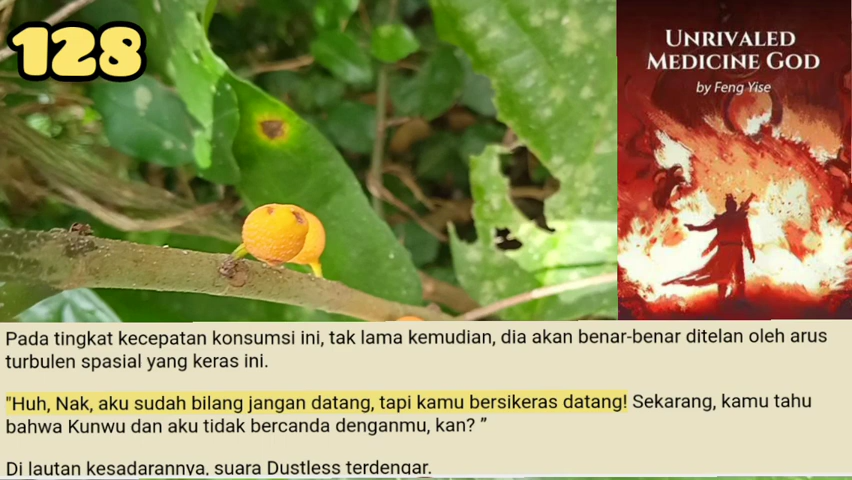 128
UNRIVALED
MEDICINE GOD
by Feng Yise
Pada tingkat kecepatan konsumsi ini, tak lama kemudian, dia akan benar-benar ditelan oleh arus
turbulen spasial yang keras ini.
"Huh, Nak, aku sudah bilang jangan datang, tapi kamu bersikeras datang! Sekarang, kamu tahu
bahwa Kunwu dan aku tidak bercanda denganmu, kan? ”
Di lautan kesadarannya, suara Dustless terdengar.